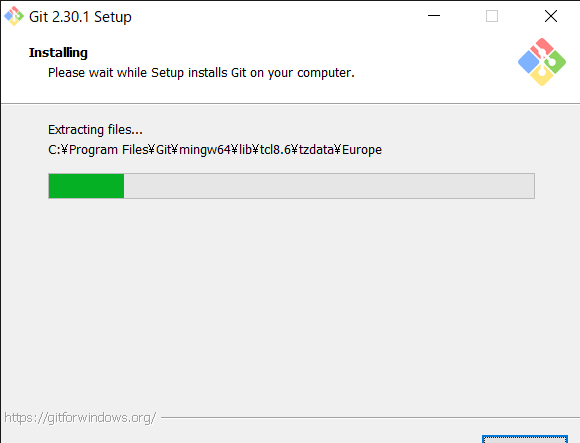 Git 2.30.1 Setup
Installing
Please wait while Setup installs Git on your computer.
Extracting files...
C:¥Program Files¥Git¥mingw64¥lib¥tcl8.6¥tzdata¥Europe
https://gitforwindows.org/